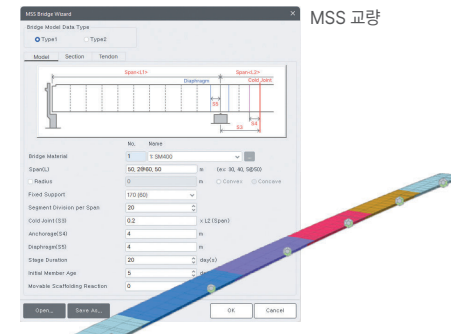 MSS Bridge Wizard
MSS 교량
Bridge Model Data Type
Type1 Type2
Model Section Tendon
Span<L1> Span<L2>
Diaphragm Cold Joint
S5
S4
S3
No. Name
Bridge Material 1 1: SM400
Span(L) 50, 2@60, 50 m (ex: 30, 40, 5@50)
Radius 0 m Convex Concave
Fixed Support 170 (60)
Segment Division per Span 20
Cold Joint (S3) 0.2 x L2 (Span)
Anchorage(S4) 4 m
Diaphragm(S5) 4 m
Stage Duration 20 day(s)
Initial Member Age 5
Movable Scaffolding Reaction 0
Open... Save As... OK Cancel